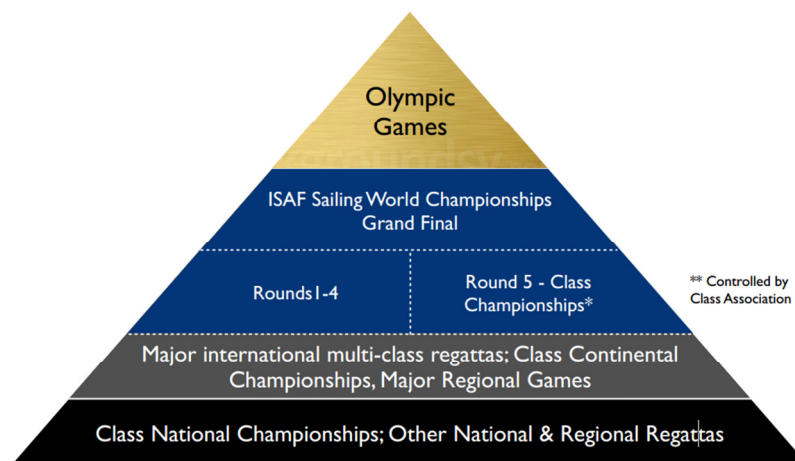 Olympic
Games
ISAF Sailing World Championships
Grand Final
Rounds1-4
Round 5 - Class
Championships*
** Controlled by
Class Association
Major international multi-class regattas; Class Continental
Championships, Major Regional Games
Class National Championships; Other National & Regional Regattas